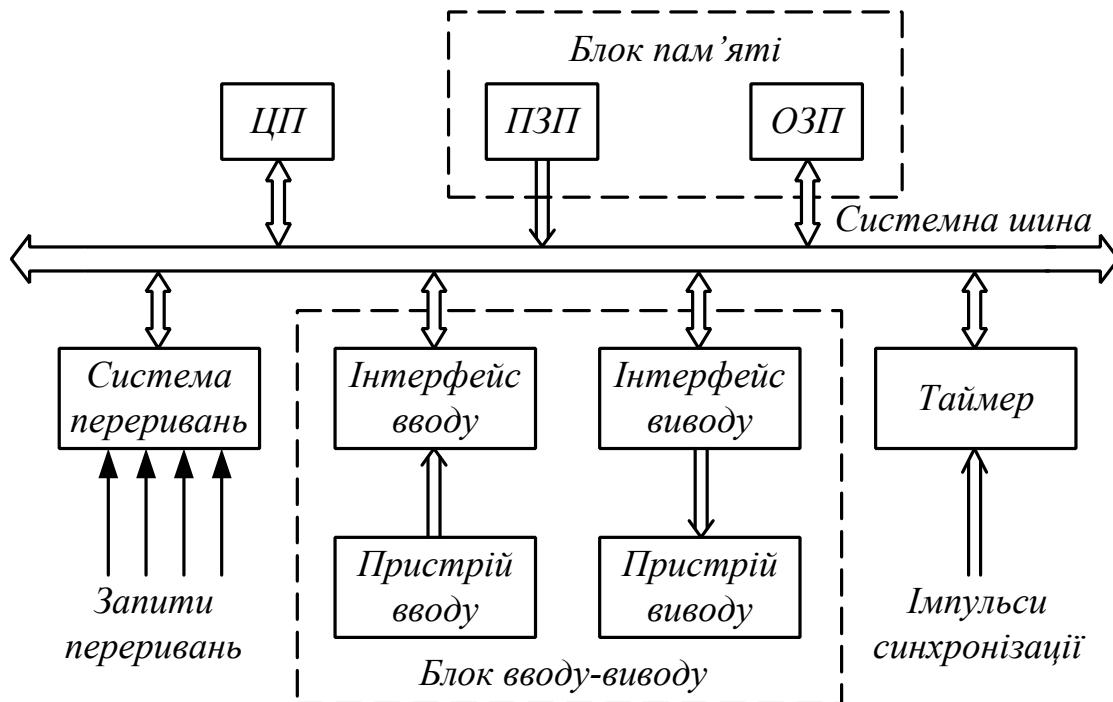 Блок пам’яті
ЦП
ПЗП
ОЗП
Системна шина
Система
переривань
Інтерфейс
вводу
Інтерфейс
виводу
Таймер
Пристрій
вводу
Пристрій
виводу
Запити
переривань
Імпульси
синхронізації
Блок вводу-виводу